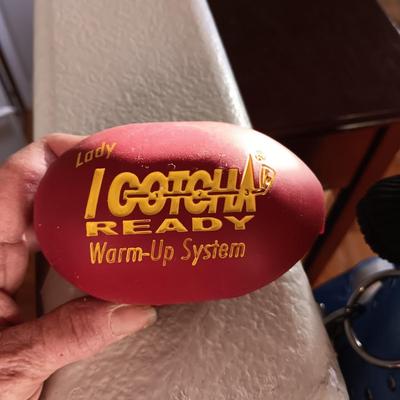 Lady
I GOTCHA
READY
Warm-Up System